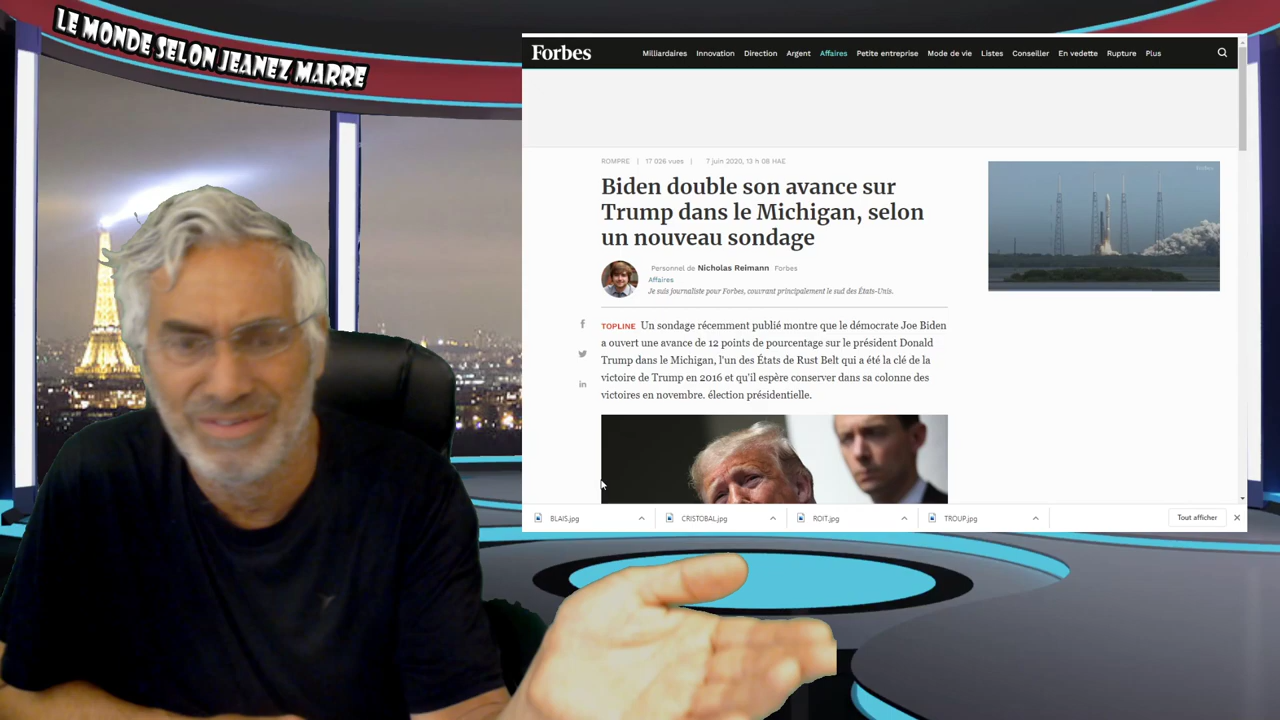 LE MONDE SELON JEANEZ MARRE
Forbes
Milliardaires Innovation Direction Argent Affaires Petite entreprise Mode de vie Listes Conseiller En vedette Rupture Plus
ROMPRE | 17 026 vues | 7 juin 2020, 13 h 08 HAE
Biden double son avance sur
Trump dans le Michigan, selon
un nouveau sondage
Personnel de Nicholas Reimann Forbes
Affaires
Je suis journaliste pour Forbes, couvrant principalement le sud des États-Unis.
TOPLINE Un sondage récemment publié montre que le démocrate Joe Biden
a ouvert une avance de 12 points de pourcentage sur le président Donald
Trump dans le Michigan, l'un des États de Rust Belt qui a été la clé de la
victoire de Trump en 2016 et qu'il espère conserver dans sa colonne des
victoires en novembre. élection présidentielle.
BLAIS.jpg
CRISTOBAL.jpg
ROIT.jpg
TROUP.jpg
Tout afficher